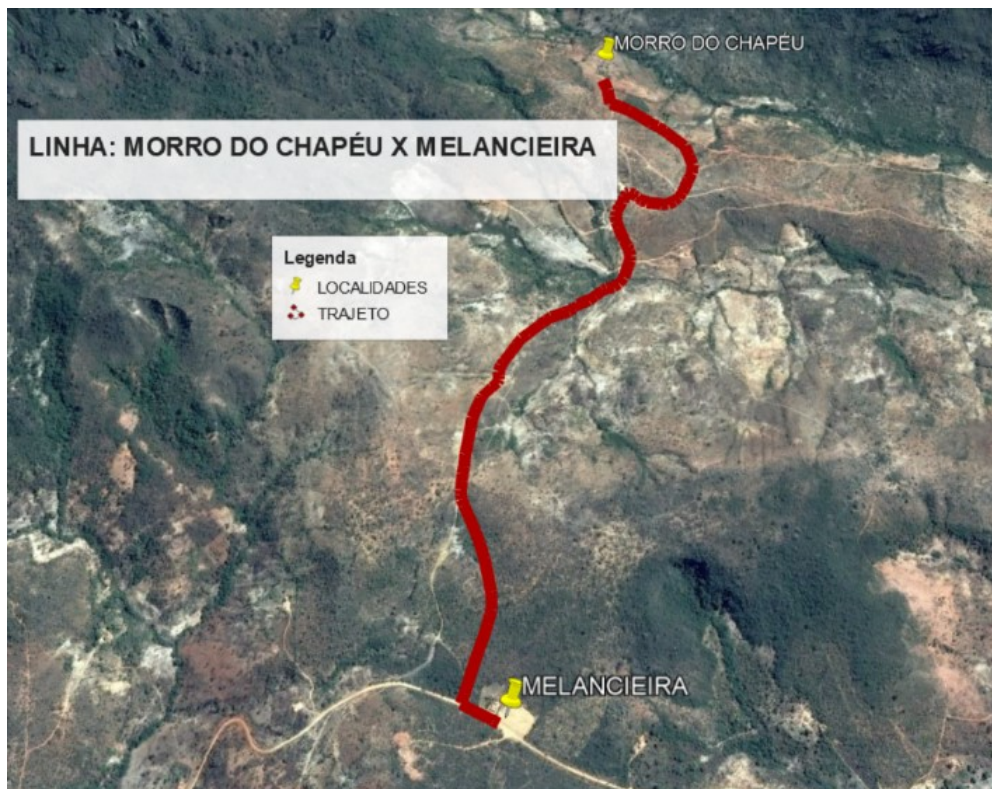 MORRO DO CHAPÉU
LINHA: MORRO DO CHAPÉU X MELANCIEIRA
Legenda
LOCALIDADES
TRAJETO
MELANCIEIRA